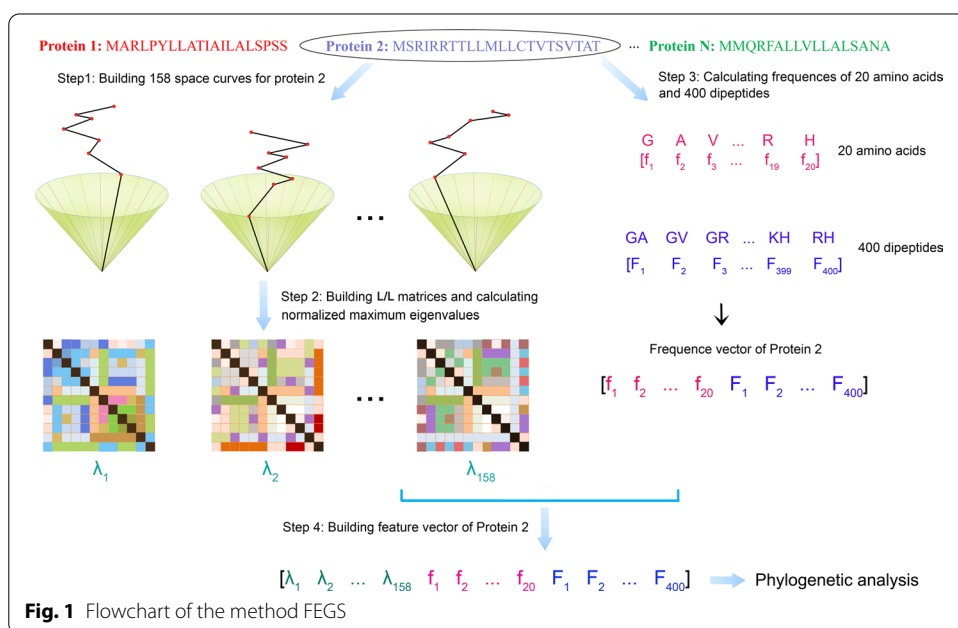 Protein 1: MARLPYLLATIAILALSPSS Protein 2: MSRIRRTTLLMLLCTVTSVTAT ... Protein N: MMQRFALLVLLALSANA
Step1: Building 158 space curves for protein 2
Step 3: Calculating frequences of 20 amino acids
and 400 dipeptides
G A V ... R H
[f₁ f₂ f₃ ... f₁₉ f₂₀]
20 amino acids
...
GA GV GR ... KH RH
[F₁ F₂ F₃ ... F₃₉₉ F₄₀₀]
400 dipeptides
Step 2: Building L/L matrices and calculating
normalized maximum eigenvalues
...
λ₁ λ₂ λ₁₅₈
Frequence vector of Protein 2
[f₁ f₂ ... f₂₀ F₁ F₂ ... F₄₀₀]
Step 4: Building feature vector of Protein 2
[λ₁ λ₂ ... λ₁₅₈ f₁ f₂ ... f₂₀ F₁ F₂ ... F₄₀₀] Phylogenetic analysis
Fig. 1 Flowchart of the method FEGS